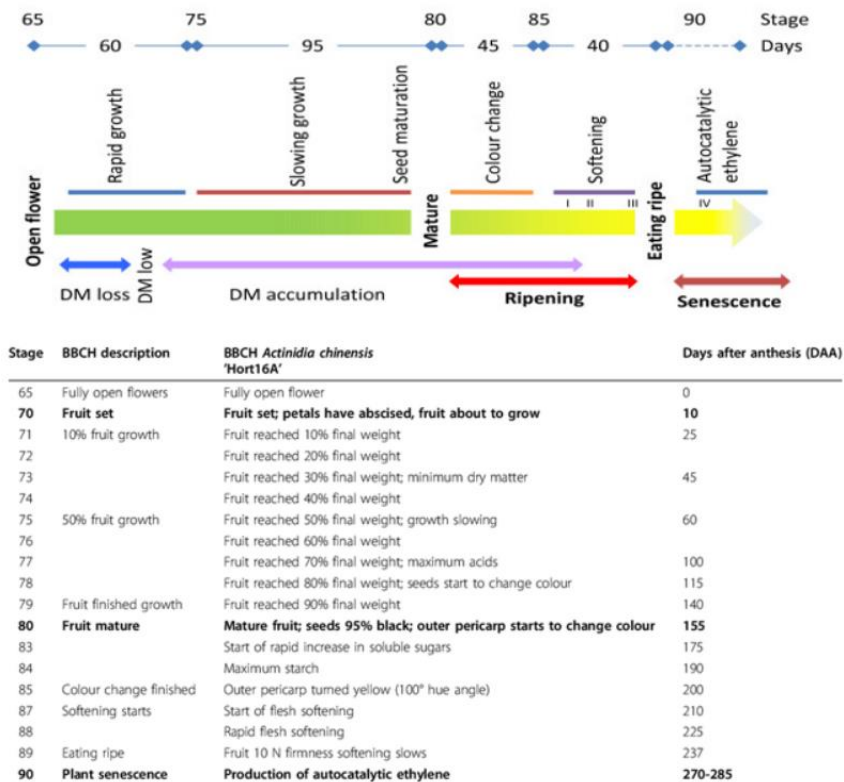 65 75 80 85 90 Stage
60 95 45 40 Days
Open flower
Rapid growth
Slowing growth
Seed maturation
Mature
Colour change
Softening
I II III
Eating ripe
Autocatalytic
ethylene
IV
DM loss
DM low
DM accumulation
Ripening
Senescence
Stage BBCH description BBCH Actinidia chinensis Days after anthesis (DAA)
'Hort16A'
65 Fully open flowers Fully open flower 0
70 Fruit set Fruit set; petals have abscised, fruit about to grow 10
71 10% fruit growth Fruit reached 10% final weight 25
72 Fruit reached 20% final weight
73 Fruit reached 30% final weight; minimum dry matter 45
74 Fruit reached 40% final weight
75 50% fruit growth Fruit reached 50% final weight; growth slowing 60
76 Fruit reached 60% final weight
77 Fruit reached 70% final weight; maximum acids 100
78 Fruit reached 80% final weight; seeds start to change colour 115
79 Fruit finished growth Fruit reached 90% final weight 140
80 Fruit mature Mature fruit; seeds 95% black; outer pericarp starts to change colour 155
83 Start of rapid increase in soluble sugars 175
84 Maximum starch 190
85 Colour change finished Outer pericarp turned yellow (100° hue angle) 200
87 Softening starts Start of flesh softening 210
88 Rapid flesh softening 225
89 Eating ripe Fruit 10 N firmness softening slows 237
90 Plant senescence Production of autocatalytic ethylene 270-285